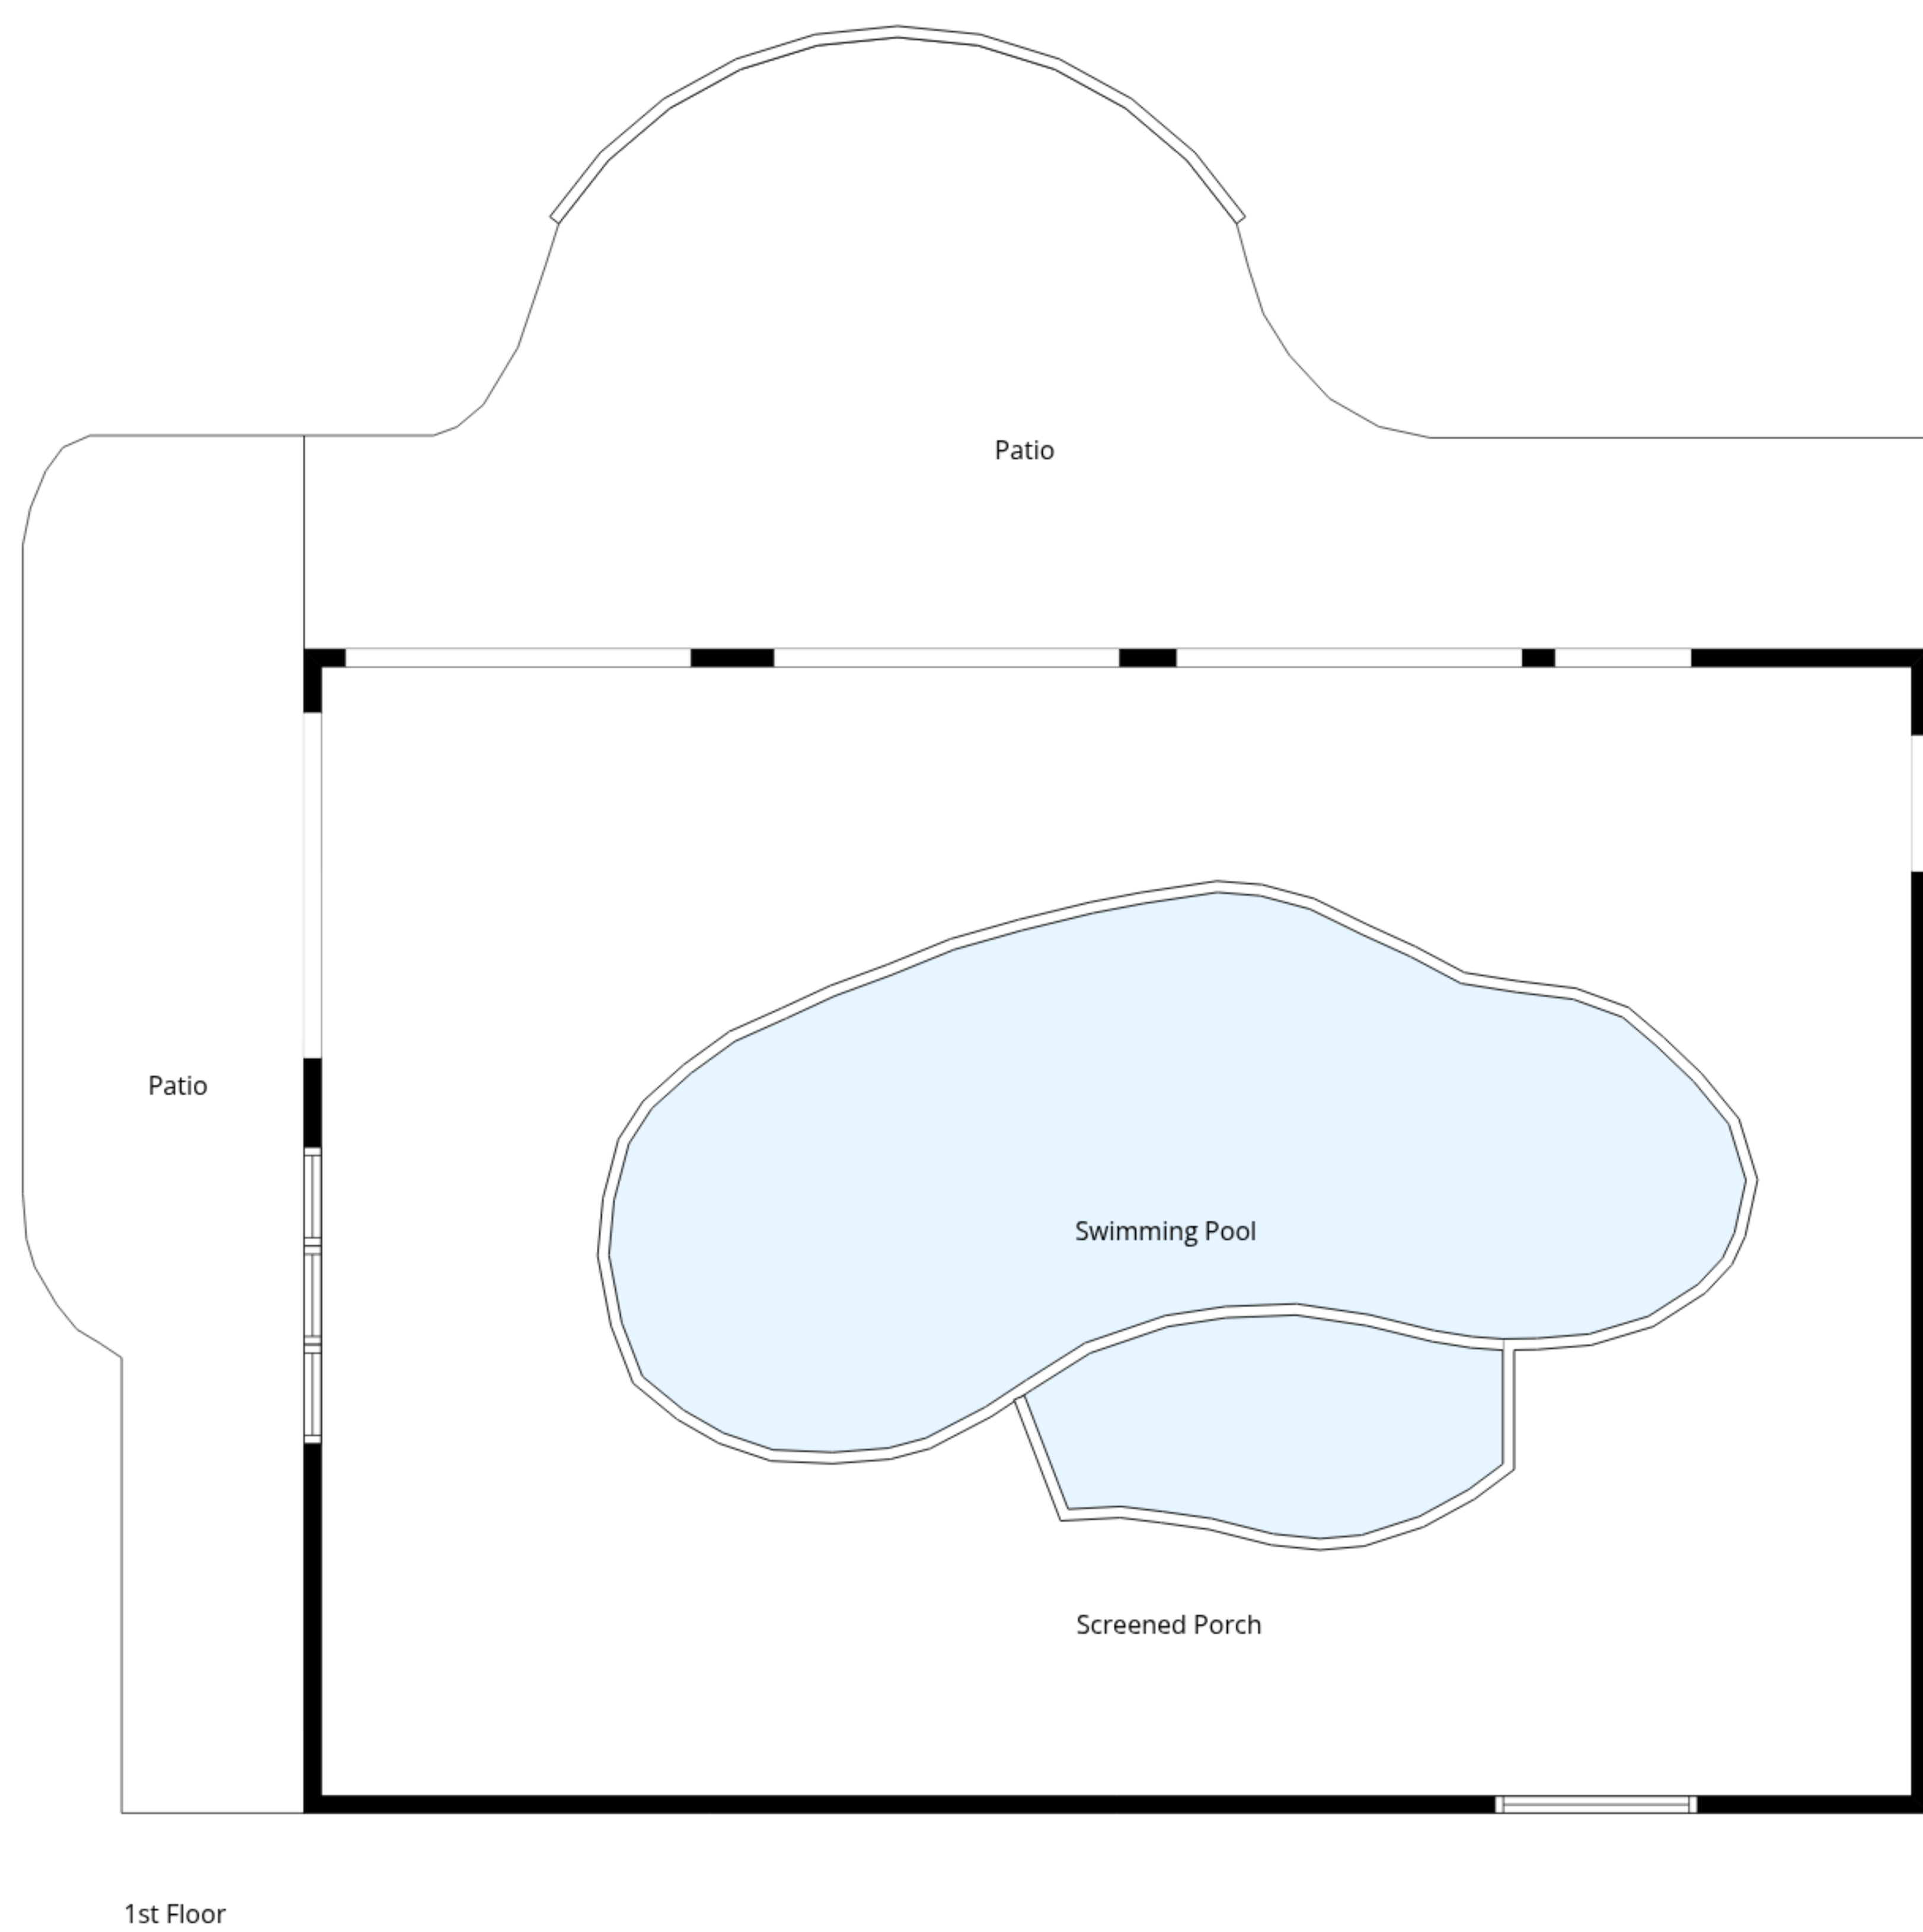 Patio
Patio
Swimming Pool
Screened Porch
1st Floor